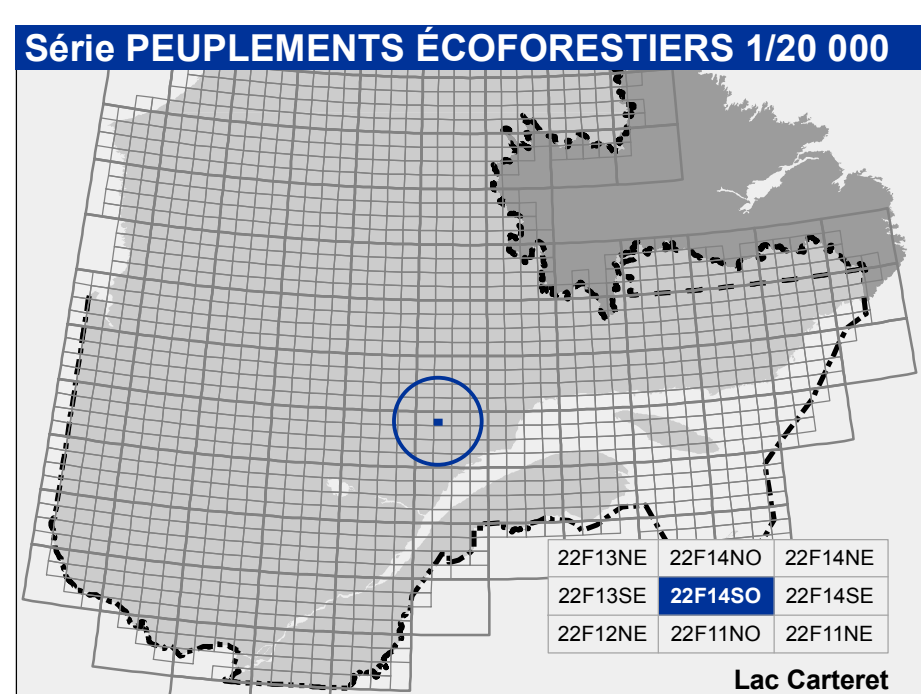 Série PEUPLEMENTS ÉCOFORESTIERS 1/20 000
22F13NE 22F14NO 22F14NE
22F13SE 22F14SO 22F14SE
22F12NE 22F11NO 22F11NE
Lac Carteret